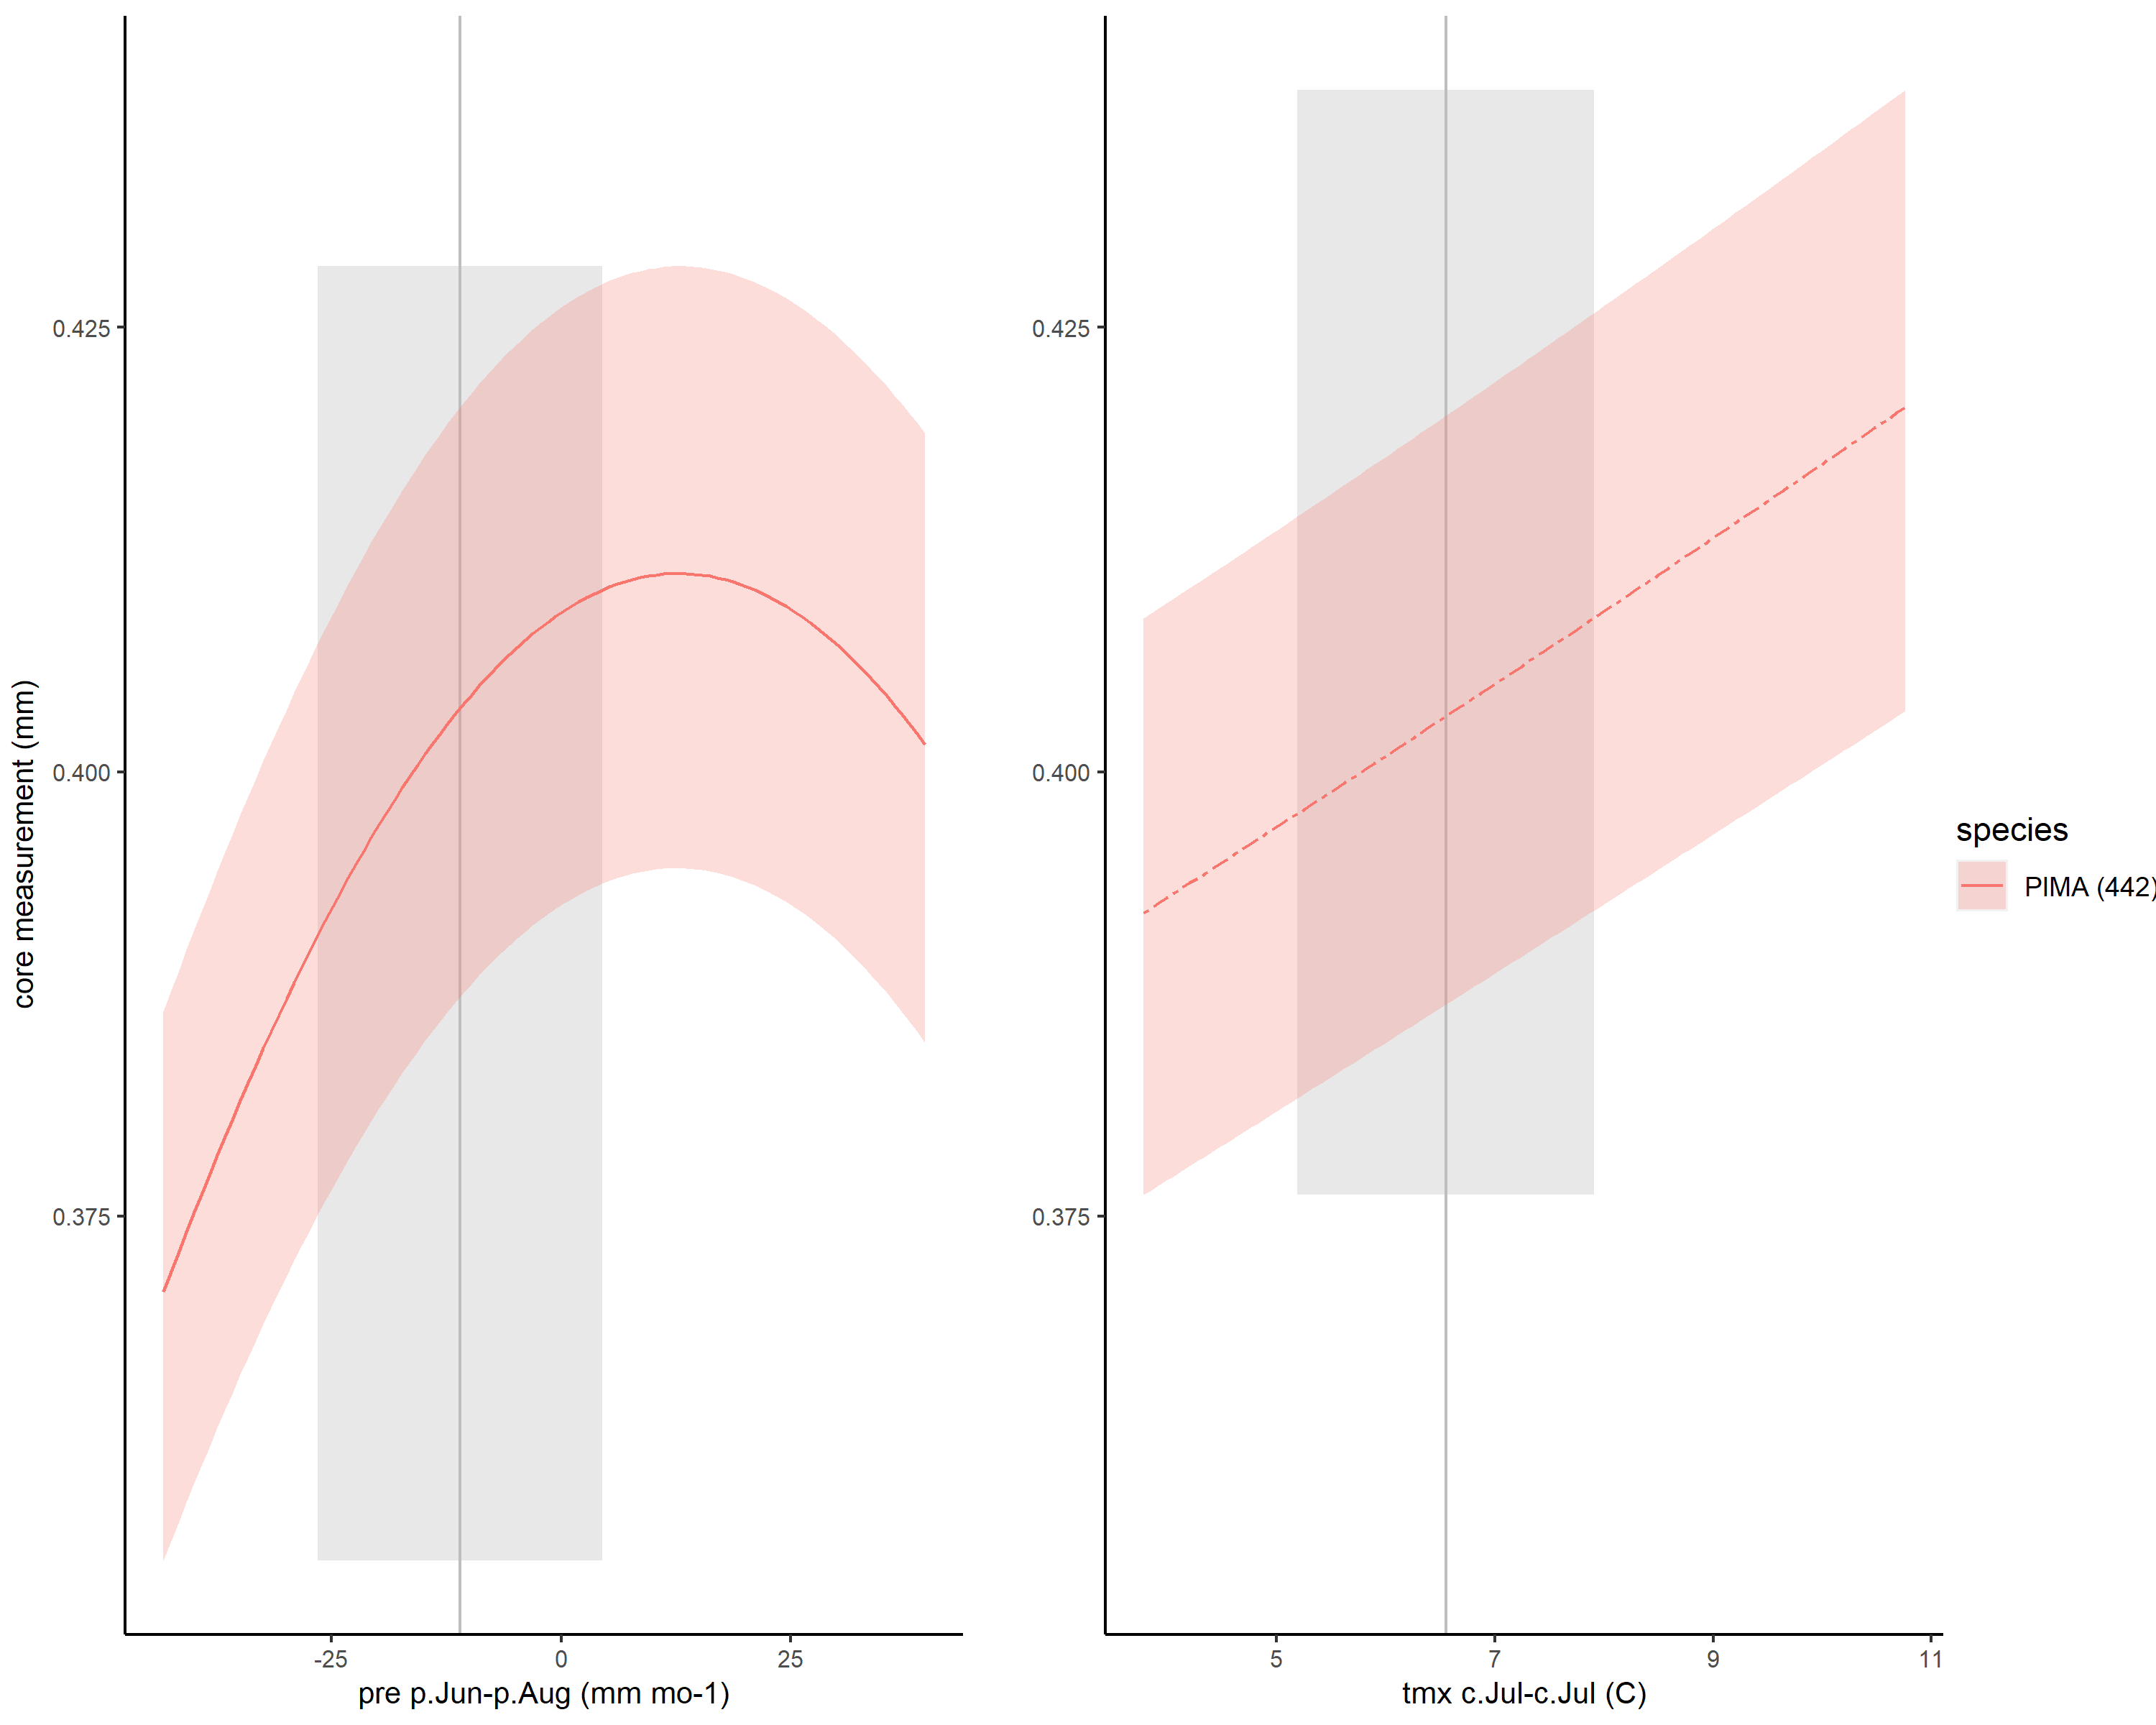 core measurement (mm)
0.425
0.400
0.375
-25 0 25
pre p.Jun-p.Aug (mm mo-1)
0.425
0.400
0.375
5 7 9 11
tmx c.Jul-c.Jul (C)
species
PIMA (442)